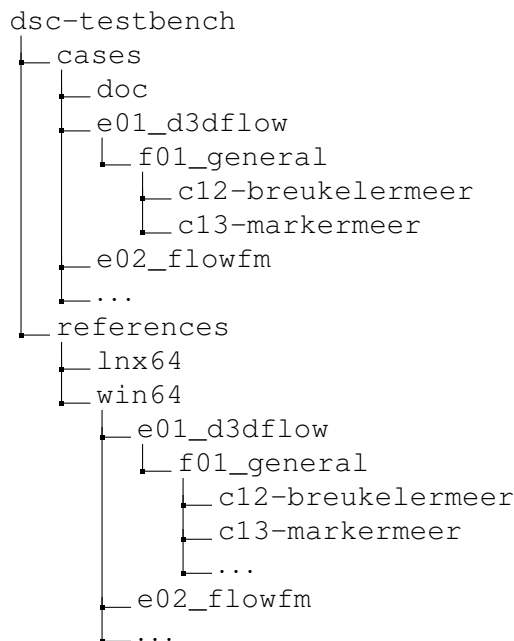 dsc-testbench
cases
doc
e01_d3dflow
f01_general
c12-breukelermeer
c13-markermeer
e02_flowfm
...
references
lnx64
win64
e01_d3dflow
f01_general
c12-breukelermeer
c13-markermeer
...
e02_flowfm
...